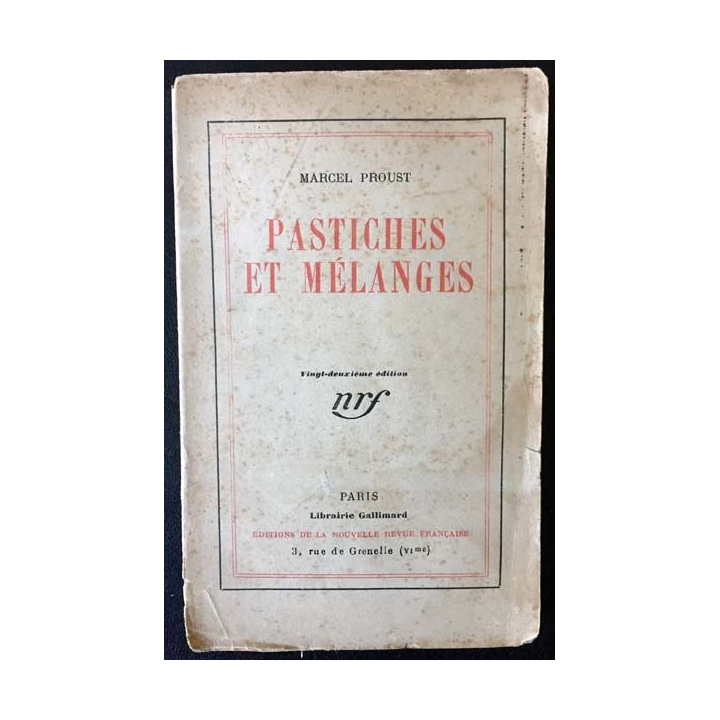 MARCEL PROUST
PASTICHES
ET MÉLANGES
Vingt-deuxième édition
nrf
PARIS
Librairie Gallimard
ÉDITIONS DE LA NOUVELLE REVUE FRANÇAISE
3, rue de Grenelle (VIme)